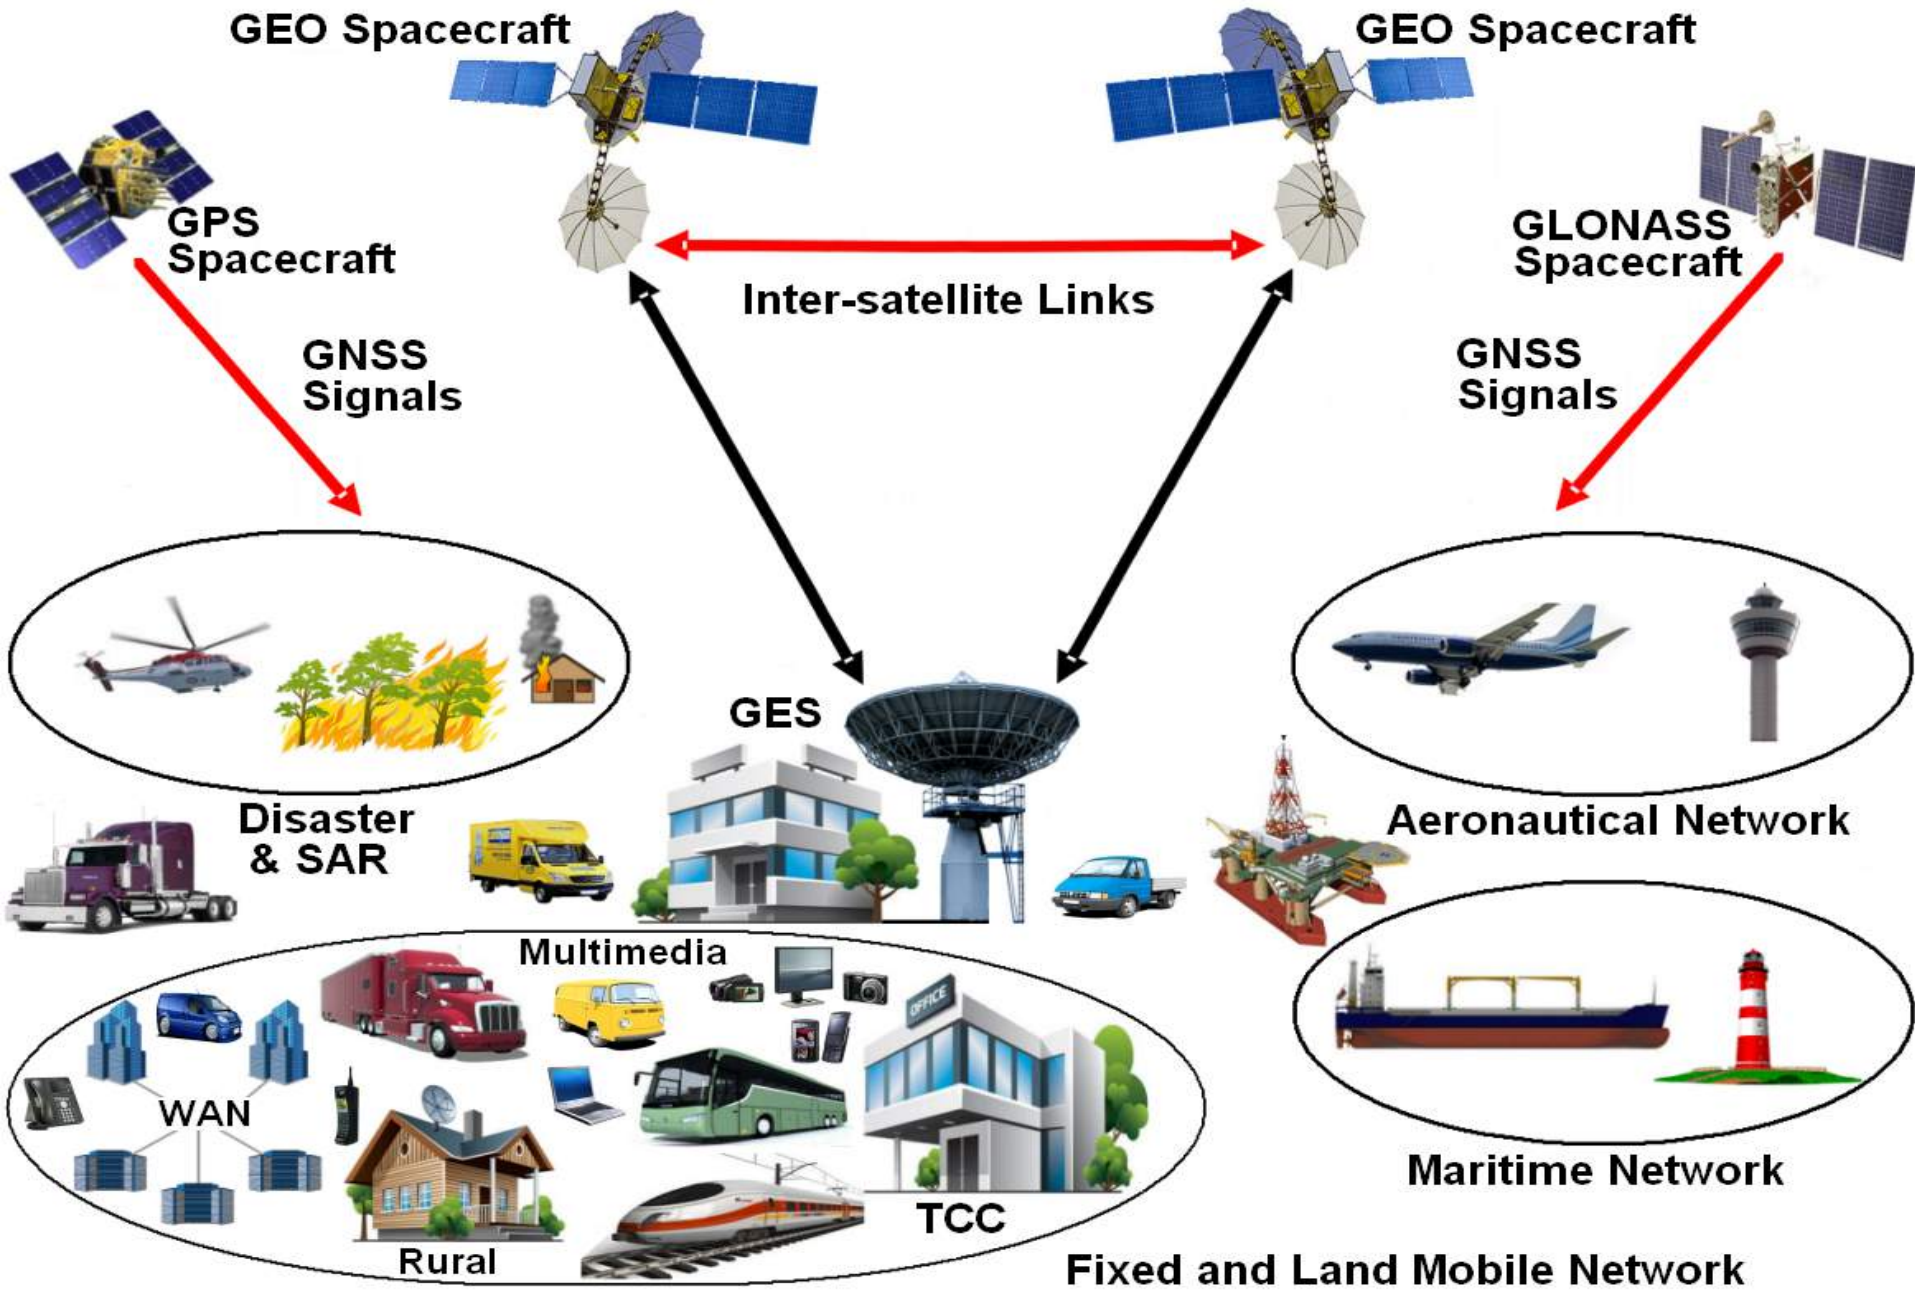 GEO Spacecraft
GEO Spacecraft
GPS
Spacecraft
GLONASS
Spacecraft
Inter-satellite Links
GNSS
Signals
GNSS
Signals
GES
Disaster
& SAR
Aeronautical Network
Multimedia
OFFICE
WAN
Rural
TCC
Maritime Network
Fixed and Land Mobile Network